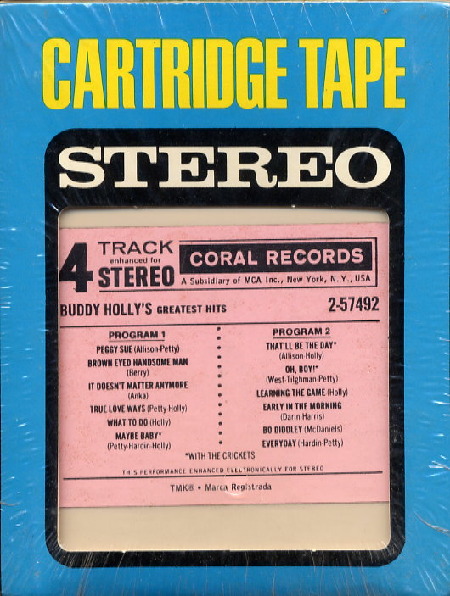 CARTRIDGE TAPE
STEREO
4 TRACK
enhanced for
STEREO
CORAL RECORDS
A Subsidiary of MCA Inc., New York, N.Y., USA
BUDDY HOLLY'S GREATEST HITS 2-57492
PROGRAM 1
PEGGY SUE (Allison-Petty)
BROWN EYED HANDSOME MAN
(Berry)
IT DOESN'T MATTER ANYMORE
(Anka)
TRUE LOVE WAYS (Petty-Holly)
WHAT TO DO (Holly)
MAYBE BABY*
(Petty-Hardin-Holly)
PROGRAM 2
THAT'LL BE THE DAY*
(Allison-Holly)
OH, BOY!*
(West-Tilghman-Petty)
LEARNING THE GAME (Holly)
EARLY IN THE MORNING
(Darin-Harris)
BO DIDDLEY (McDaniels)
EVERYDAY (Hardin-Petty)
*WITH THE CRICKETS
THIS PERFORMANCE ENHANCED ELECTRONICALLY FOR STEREO
TMK® • Marca Registrada